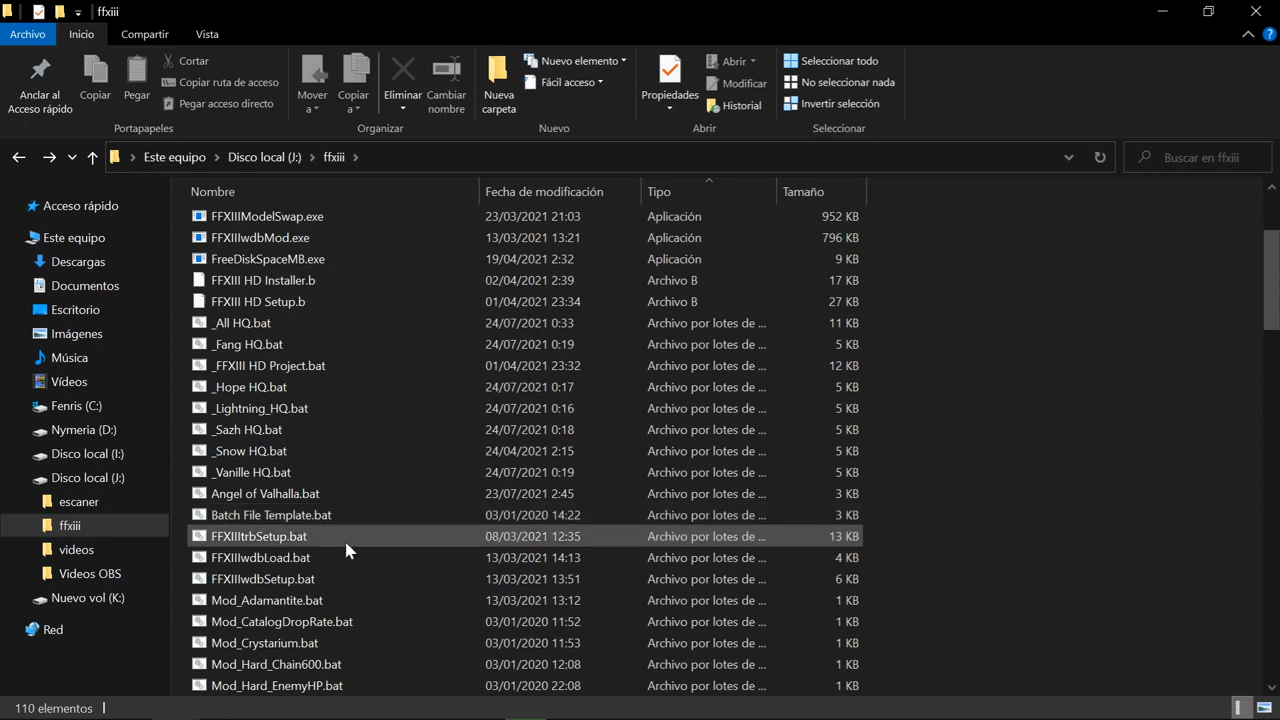 ffxiii
Archivo
Inicio
Compartir
Vista
Anclar al
Acceso rápido
Copiar
Pegar
Cortar
Copiar ruta de acceso
Pegar acceso directo
Portapapeles
Mover
a
Copiar
a
Eliminar
Cambiar
nombre
Organizar
Nueva
carpeta
Nuevo elemento
Fácil acceso
Nuevo
Propiedades
Abrir
Modificar
Historial
Abrir
Seleccionar todo
No seleccionar nada
Invertir selección
Seleccionar
Este equipo > Disco local (J:) > ffxiii >
Buscar en ffxiii
Acceso rápido
Este equipo
Descargas
Documentos
Escritorio
Imágenes
Música
Vídeos
Fenris (C:)
Nymeria (D:)
Disco local (I:)
Disco local (J:)
escaner
ffxiii
videos
Videos OBS
Nuevo vol (K:)
Red
Nombre Fecha de modificación Tipo Tamaño
FFXIIIModelSwap.exe 23/03/2021 21:03 Aplicación 952 KB
FFXIIIwdbMod.exe 13/03/2021 13:21 Aplicación 796 KB
FreeDiskSpaceMB.exe 19/04/2021 2:32 Aplicación 9 KB
FFXIII HD Installer.b 02/04/2021 2:39 Archivo B 17 KB
FFXIII HD Setup.b 01/04/2021 23:34 Archivo B 27 KB
_All HQ.bat 24/07/2021 0:33 Archivo por lotes de ... 11 KB
_Fang HQ.bat 24/07/2021 0:19 Archivo por lotes de ... 5 KB
_FFXIII HD Project.bat 01/04/2021 23:32 Archivo por lotes de ... 12 KB
_Hope HQ.bat 24/07/2021 0:17 Archivo por lotes de ... 5 KB
_Lightning_HQ.bat 24/07/2021 0:16 Archivo por lotes de ... 5 KB
_Sazh HQ.bat 24/07/2021 0:18 Archivo por lotes de ... 5 KB
_Snow HQ.bat 24/04/2021 2:15 Archivo por lotes de ... 5 KB
_Vanille HQ.bat 24/07/2021 0:19 Archivo por lotes de ... 5 KB
Angel of Valhalla.bat 23/07/2021 2:45 Archivo por lotes de ... 3 KB
Batch File Template.bat 03/01/2020 14:22 Archivo por lotes de ... 3 KB
FFXIIItrbSetup.bat 08/03/2021 12:35 Archivo por lotes de ... 13 KB
FFXIIIwdbLoad.bat 13/03/2021 14:13 Archivo por lotes de ... 4 KB
FFXIIIwdbSetup.bat 13/03/2021 13:51 Archivo por lotes de ... 6 KB
Mod_Adamantite.bat 13/03/2021 13:12 Archivo por lotes de ... 1 KB
Mod_CatalogDropRate.bat 03/01/2020 11:52 Archivo por lotes de ... 1 KB
Mod_Crystarium.bat 03/01/2020 11:53 Archivo por lotes de ... 1 KB
Mod_Hard_Chain600.bat 03/01/2020 12:08 Archivo por lotes de ... 1 KB
Mod_Hard_EnemyHP.bat 03/01/2020 22:08 Archivo por lotes de ... 1 KB
110 elementos